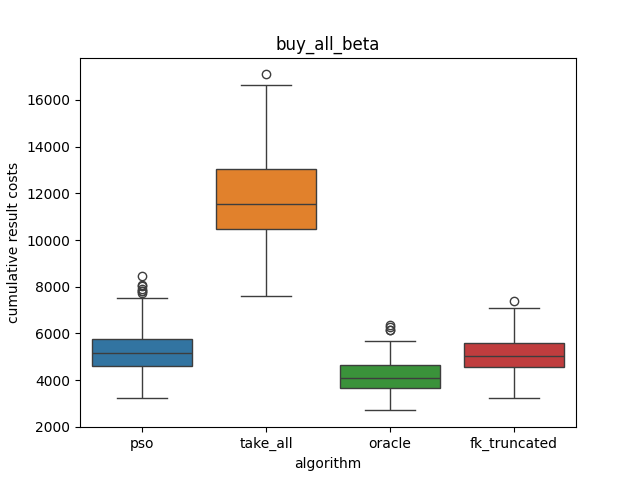 buy_all_beta
cumulative result costs
16000
14000
12000
10000
8000
6000
4000
2000
pso take_all oracle fk_truncated
algorithm